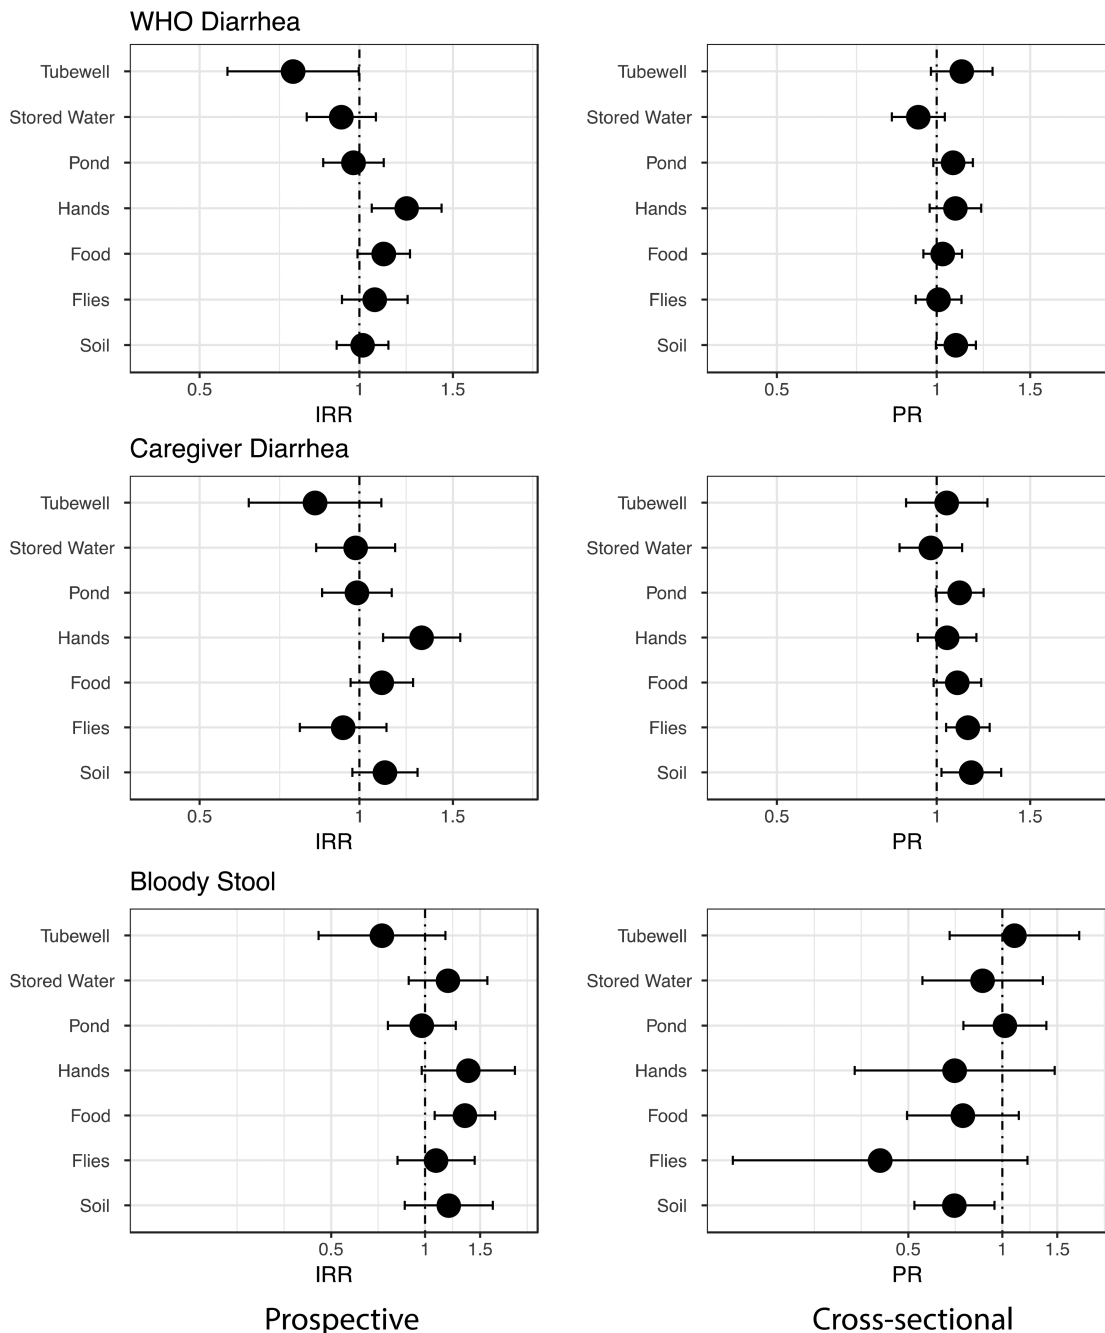 WHO Diarrhea
Tubewell
Stored Water
Pond
Hands
Food
Flies
Soil
0.5 1 1.5
IRR
Tubewell
Stored Water
Pond
Hands
Food
Flies
Soil
0.5 1 1.5
PR
Caregiver Diarrhea
Tubewell
Stored Water
Pond
Hands
Food
Flies
Soil
0.5 1 1.5
IRR
Tubewell
Stored Water
Pond
Hands
Food
Flies
Soil
0.5 1 1.5
PR
Bloody Stool
Tubewell
Stored Water
Pond
Hands
Food
Flies
Soil
0.5 1 1.5
IRR
Tubewell
Stored Water
Pond
Hands
Food
Flies
Soil
0.5 1 1.5
PR
Prospective
Cross-sectional